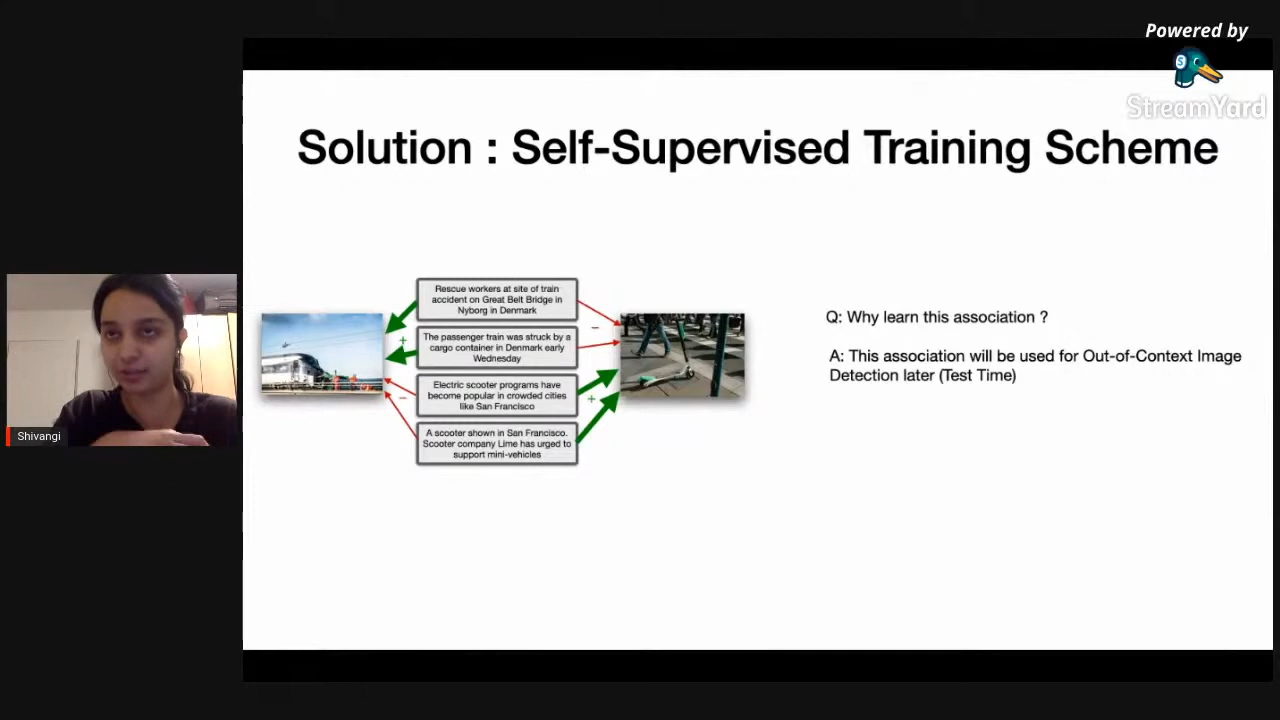 Powered by
S
StreamYard
Solution : Self-Supervised Training Scheme
Rescue workers at site of train
accident on Great Belt Bridge in
Nyborg in Denmark
The passenger train was struck by a
cargo container in Denmark early
Wednesday
Electric scooter programs have
become popular in crowded cities
like San Francisco
A scooter shown in San Francisco.
Scooter company Lime has urged to
support mini-vehicles
+
−
−
+
Q: Why learn this association ?
A: This association will be used for Out-of-Context Image
Detection later (Test Time)
Shivangi